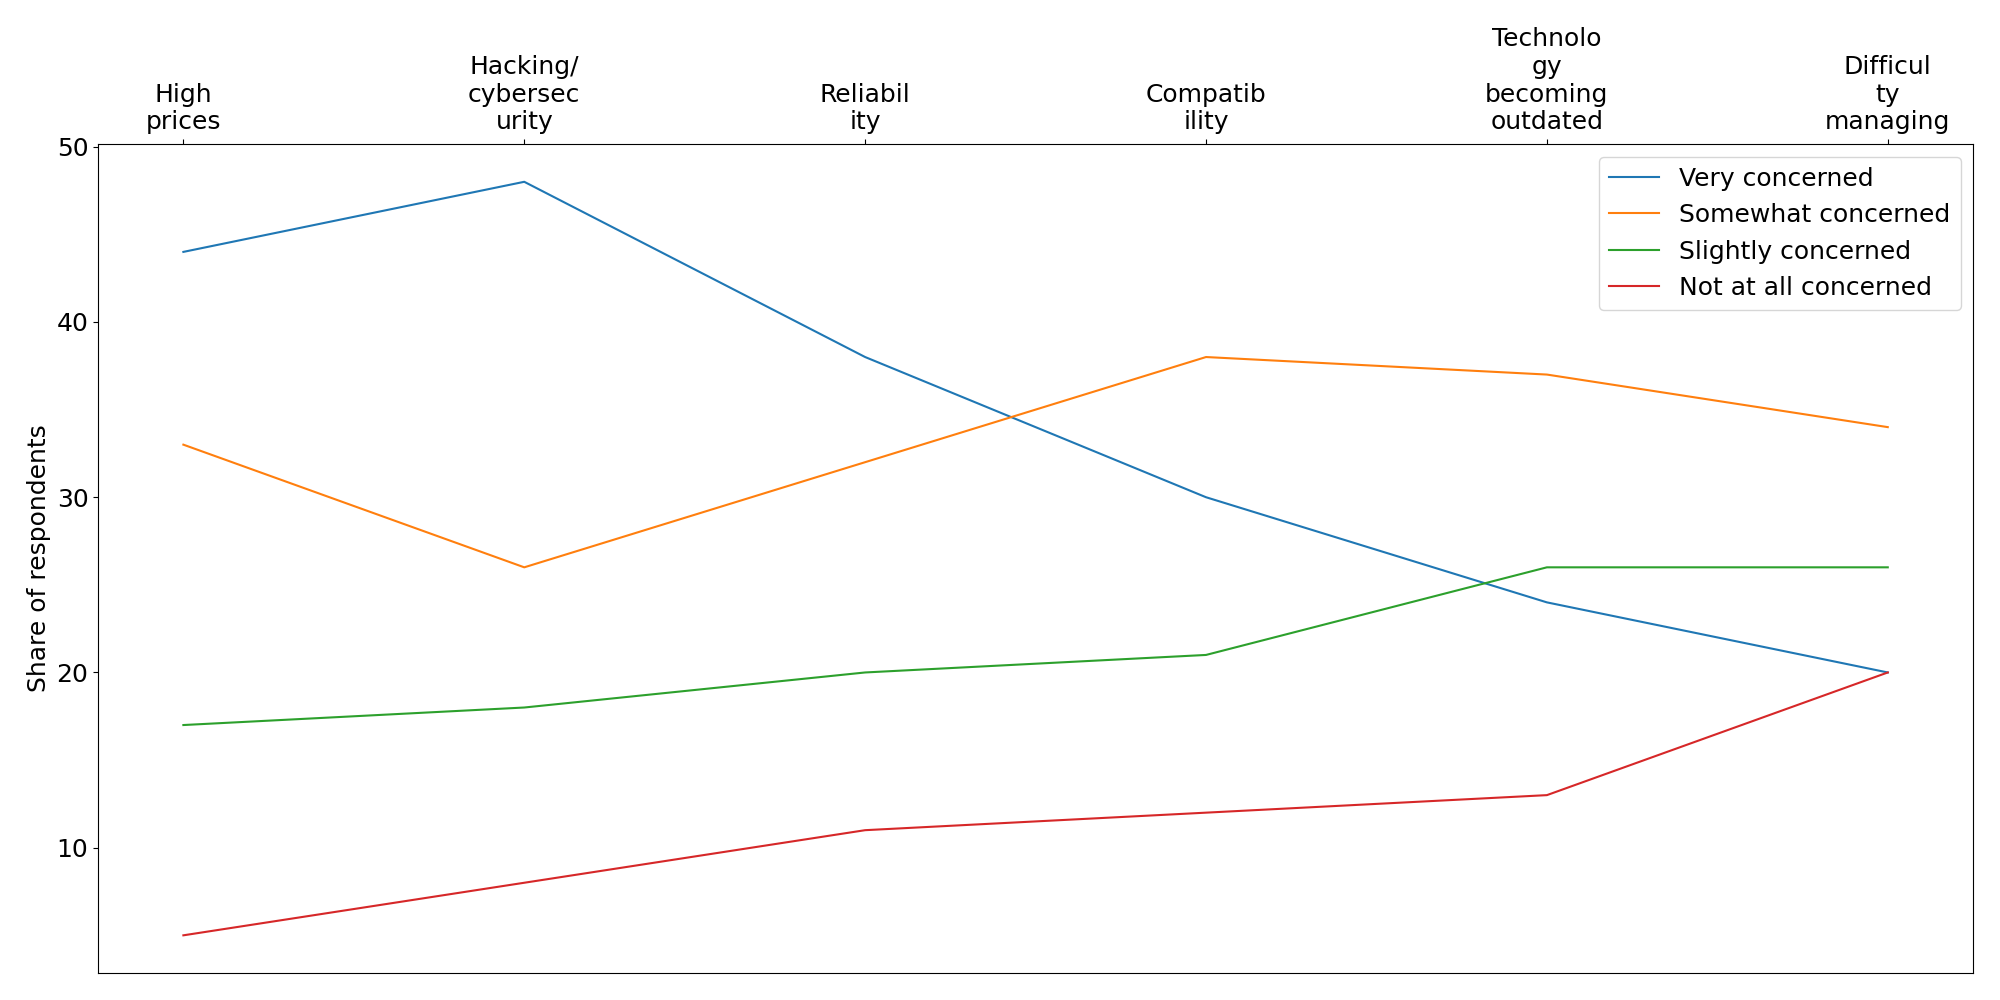 High
prices
Hacking/
cybersec
urity
Reliabil
ity
Compatib
ility
Technolo
gy
becoming
outdated
Difficul
ty
managing
50
40
30
20
10
Share of respondents
Very concerned
Somewhat concerned
Slightly concerned
Not at all concerned